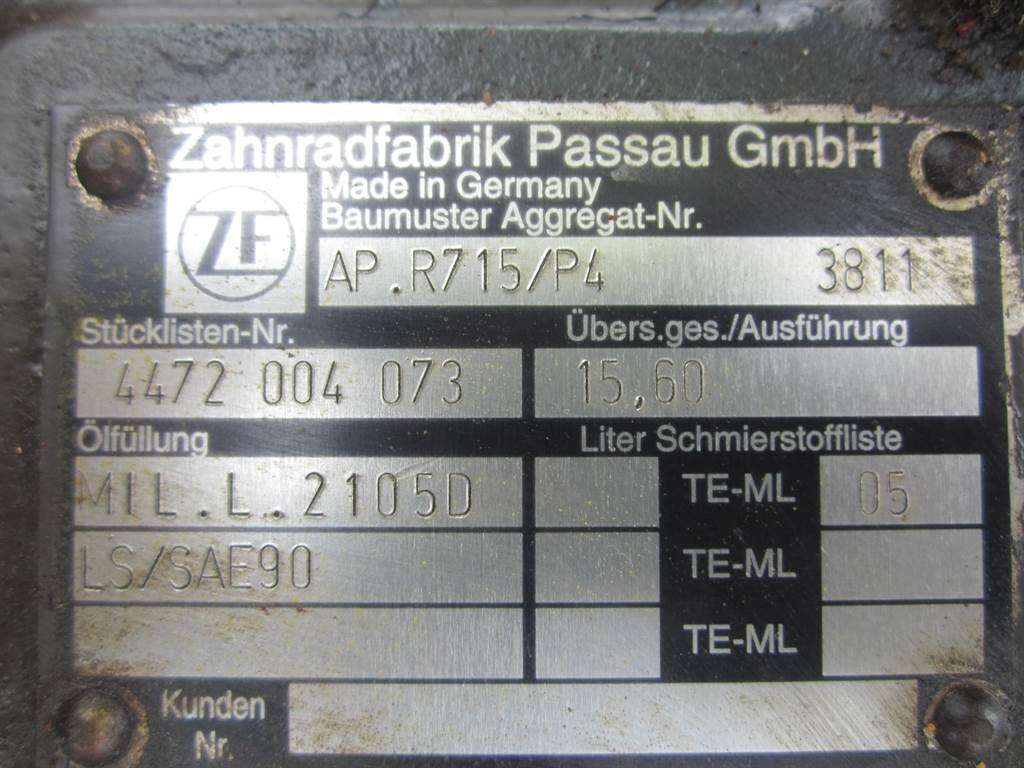 Zahnradfabrik Passau GmbH
ZF
Made in Germany
Baumuster Aggregat-Nr.
AP.R715/P4 3811
Stücklisten-Nr. Übers.ges./Ausführung
4472 004 073 15,60
Ölfüllung Liter Schmierstoffliste
MIL.L..2105D TE-ML 05
LS/SAE90 TE-ML
TE-ML
Kunden
Nr.